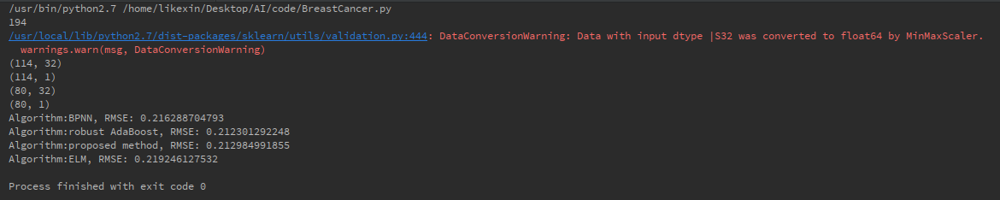 /usr/bin/python2.7 /home/likexin/Desktop/AI/code/BreastCancer.py
194
/usr/local/lib/python2.7/dist-packages/sklearn/utils/validation.py:444: DataConversionWarning: Data with input dtype |S32 was converted to float64 by MinMaxScaler.
  warnings.warn(msg, DataConversionWarning)
(114, 32)
(114, 1)
(80, 32)
(80, 1)
Algorithm:BPNN, RMSE: 0.216288704793
Algorithm:robust AdaBoost, RMSE: 0.212301292248
Algorithm:proposed method, RMSE: 0.212984991855
Algorithm:ELM, RMSE: 0.219246127532
Process finished with exit code 0